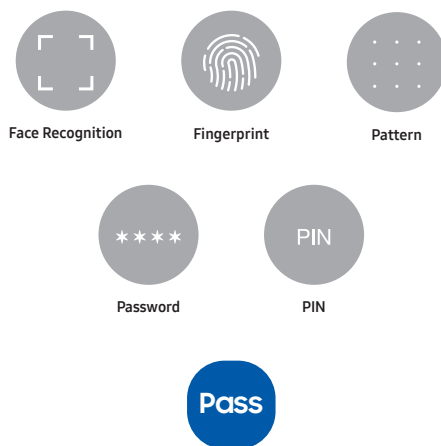 Face Recognition
Fingerprint
Pattern
****
PIN
Password
PIN
Pass